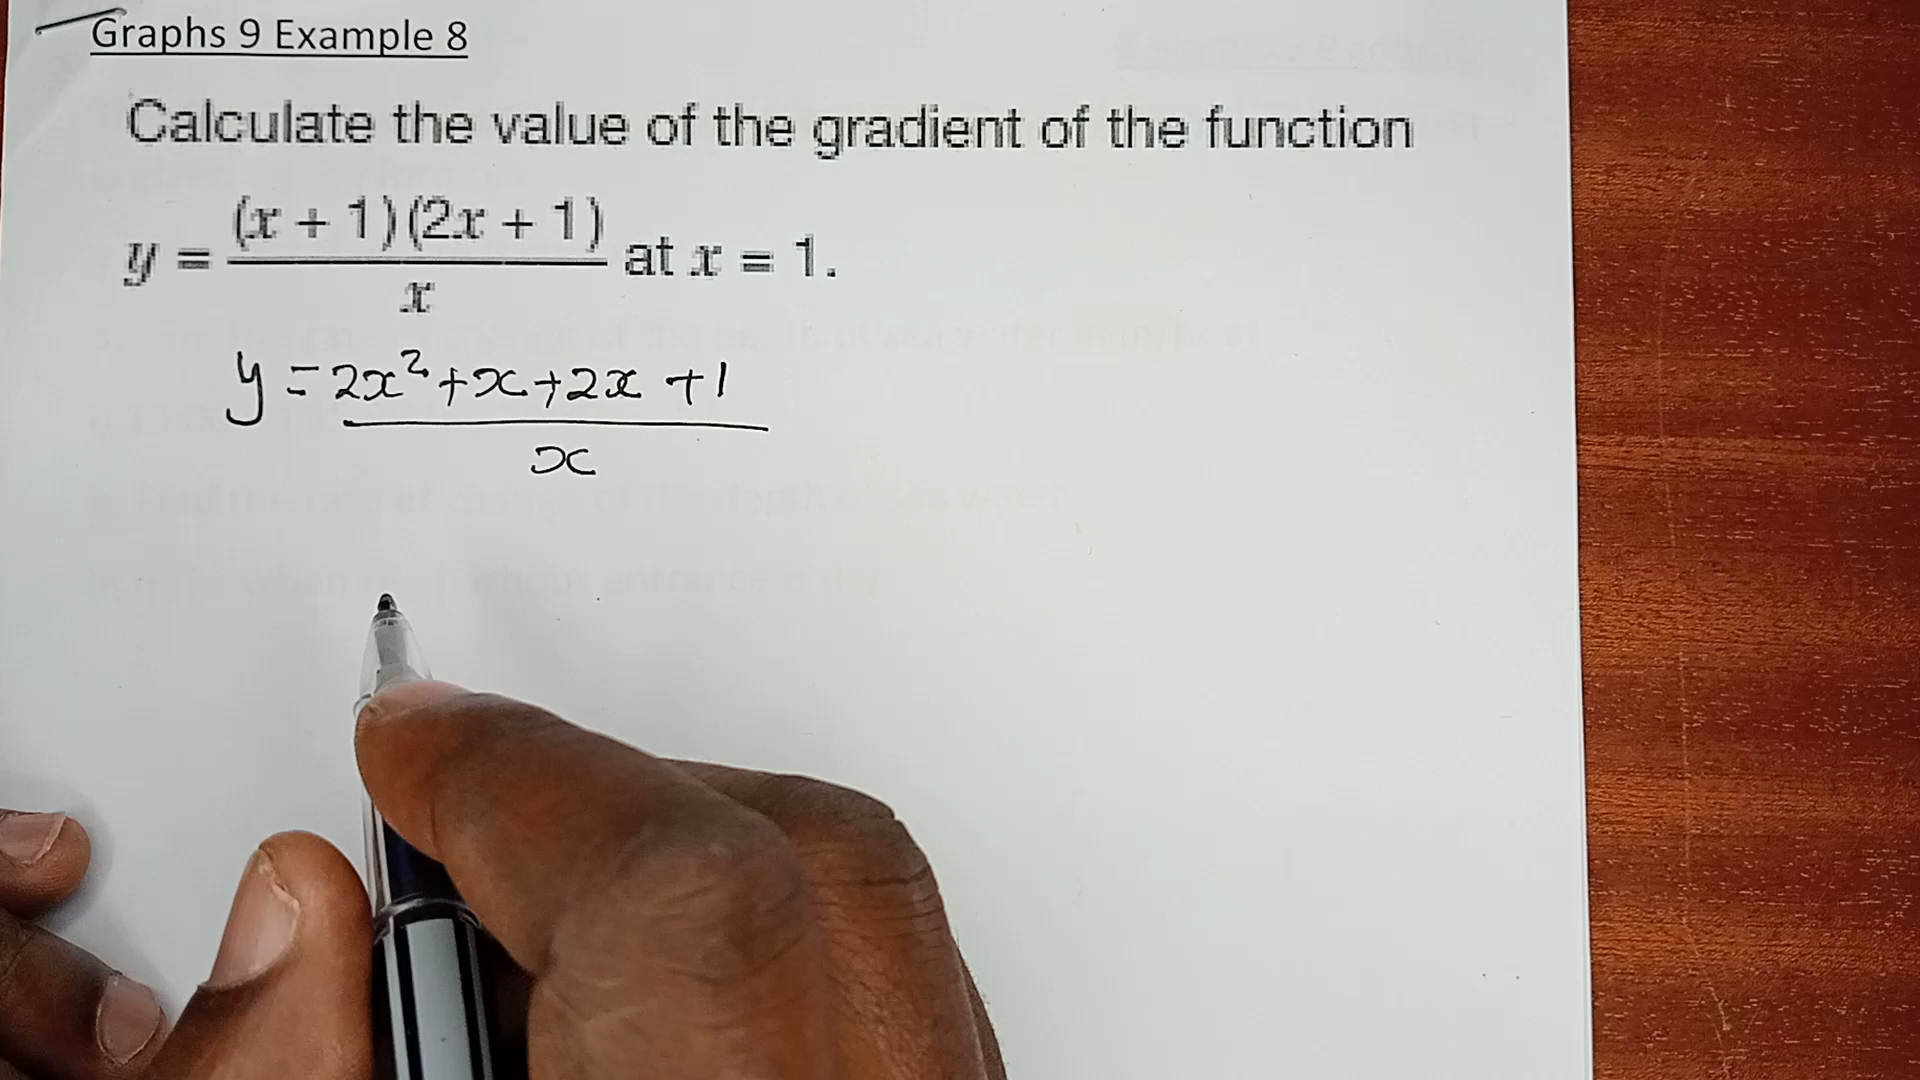 Graphs 9 Example 8
Calculate the value of the gradient of the function
y = (x + 1)(2x + 1) / x at x = 1.
y = 2x² + x + 2x + 1
x